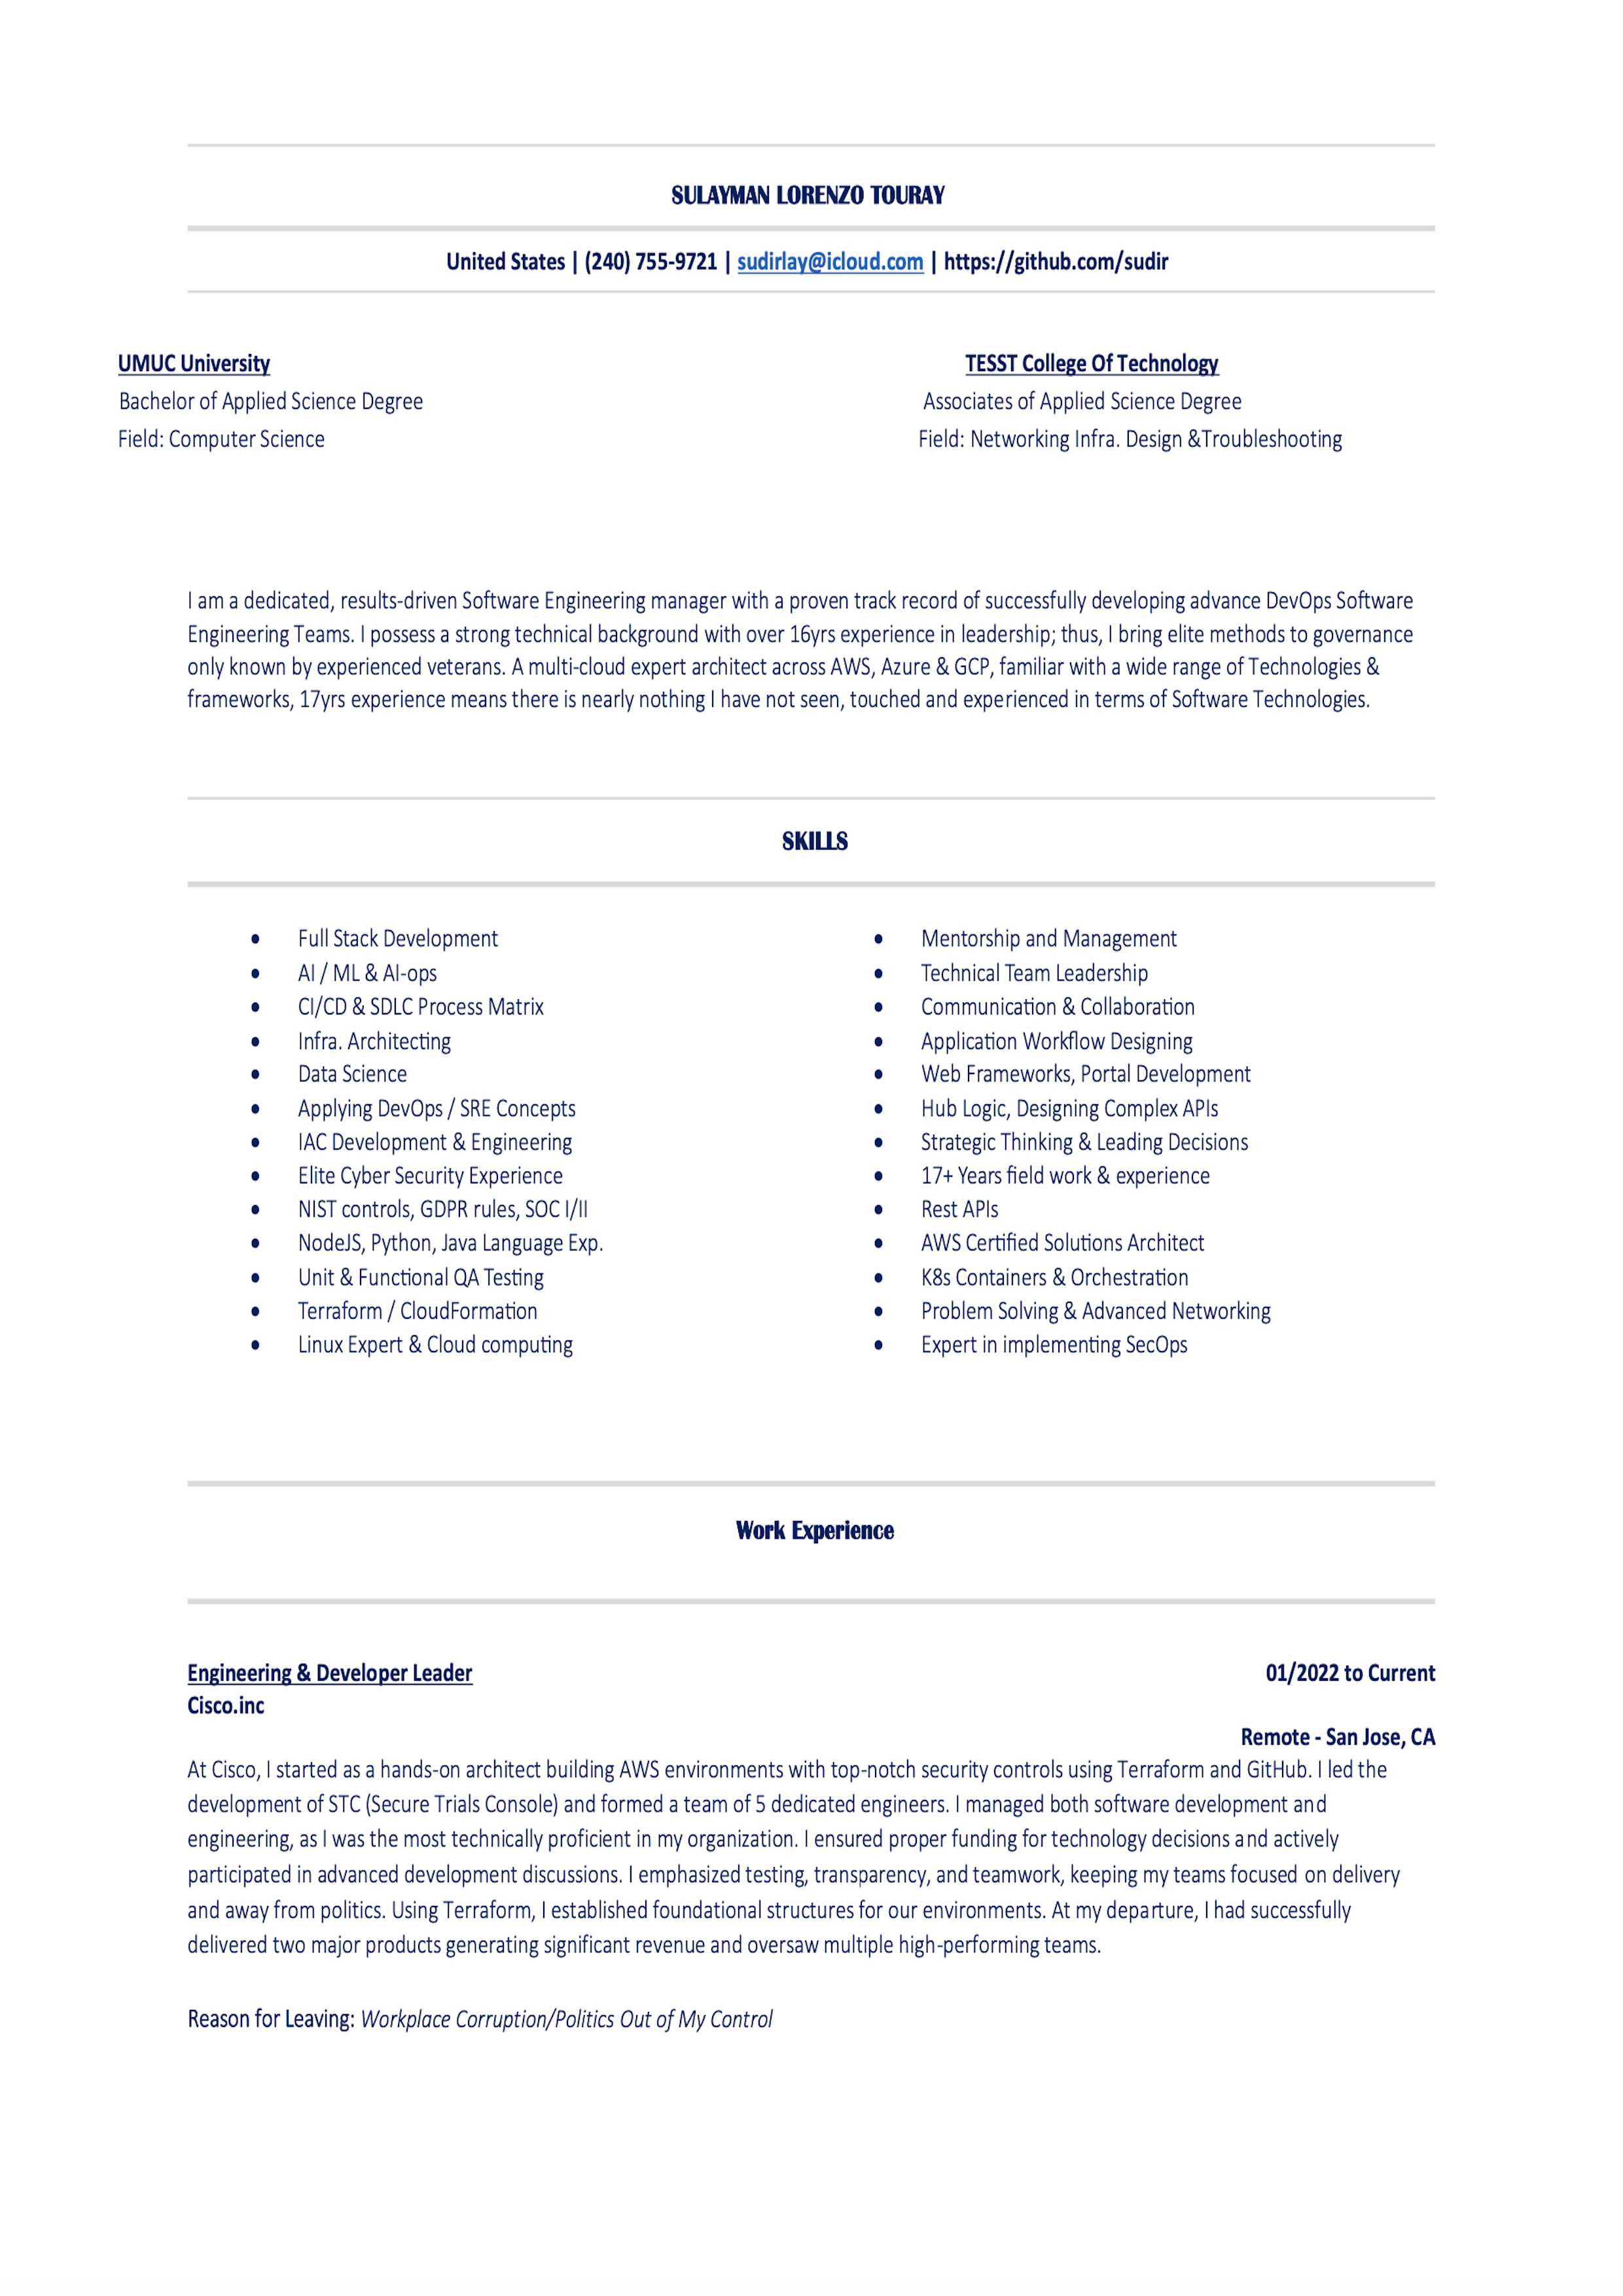 SULAYMAN LORENZO TOURAY
United States | (240) 755-9721 | sudirlay@icloud.com | https://github.com/sudir
UMUC University
Bachelor of Applied Science Degree
Field: Computer Science
TESST College Of Technology
Associates of Applied Science Degree
Field: Networking Infra. Design &Troubleshooting
I am a dedicated, results-driven Software Engineering manager with a proven track record of successfully developing advance DevOps Software
Engineering Teams. I possess a strong technical background with over 16yrs experience in leadership; thus, I bring elite methods to governance
only known by experienced veterans. A multi-cloud expert architect across AWS, Azure & GCP, familiar with a wide range of Technologies &
frameworks, 17yrs experience means there is nearly nothing I have not seen, touched and experienced in terms of Software Technologies.
SKILLS
• Full Stack Development
• AI / ML & AI-ops
• CI/CD & SDLC Process Matrix
• Infra. Architecting
• Data Science
• Applying DevOps / SRE Concepts
• IAC Development & Engineering
• Elite Cyber Security Experience
• NIST controls, GDPR rules, SOC I/II
• NodeJS, Python, Java Language Exp.
• Unit & Functional QA Testing
• Terraform / CloudFormation
• Linux Expert & Cloud computing
• Mentorship and Management
• Technical Team Leadership
• Communication & Collaboration
• Application Workflow Designing
• Web Frameworks, Portal Development
• Hub Logic, Designing Complex APIs
• Strategic Thinking & Leading Decisions
• 17+ Years field work & experience
• Rest APIs
• AWS Certified Solutions Architect
• K8s Containers & Orchestration
• Problem Solving & Advanced Networking
• Expert in implementing SecOps
Work Experience
Engineering & Developer Leader 01/2022 to Current
Cisco.inc
Remote - San Jose, CA
At Cisco, I started as a hands-on architect building AWS environments with top-notch security controls using Terraform and GitHub. I led the
development of STC (Secure Trials Console) and formed a team of 5 dedicated engineers. I managed both software development and
engineering, as I was the most technically proficient in my organization. I ensured proper funding for technology decisions and actively
participated in advanced development discussions. I emphasized testing, transparency, and teamwork, keeping my teams focused on delivery
and away from politics. Using Terraform, I established foundational structures for our environments. At my departure, I had successfully
delivered two major products generating significant revenue and oversaw multiple high-performing teams.
Reason for Leaving: Workplace Corruption/Politics Out of My Control